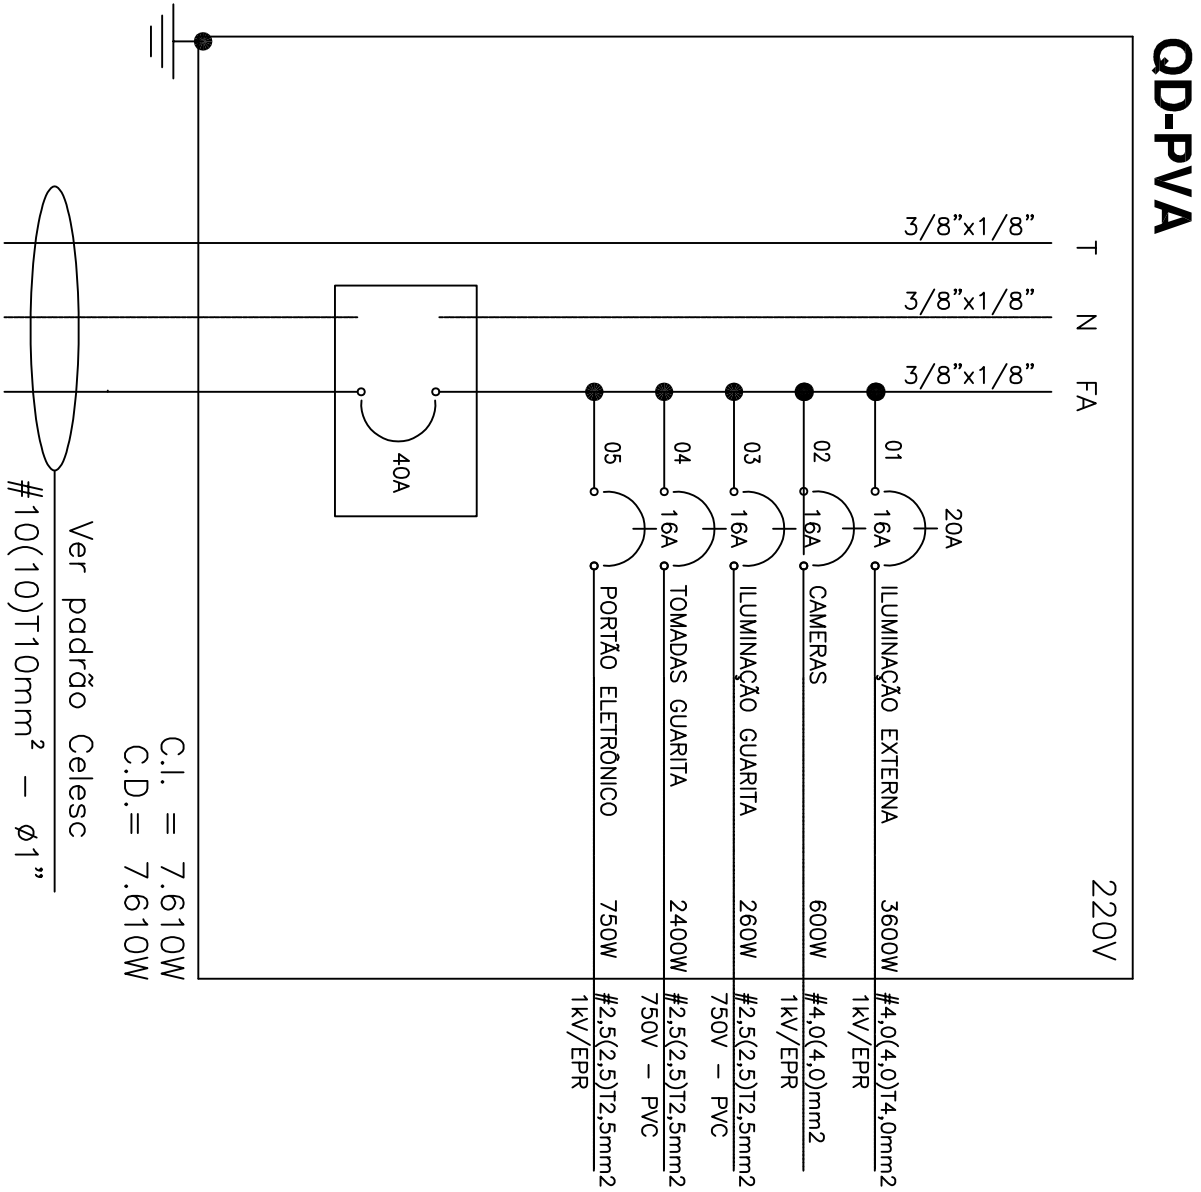 QD-PVA
220V
T
N
FA
3/8”x1/8”
3/8”x1/8”
3/8”x1/8”
20A
01
16A
ILUMINAÇÃO EXTERNA
3600W
#4,0(4,0)T4,0mm2
1kV/EPR
02
16A
CAMERAS
600W
#4,0(4,0)mm2
1kV/EPR
03
16A
ILUMINAÇÃO GUARITA
260W
#2,5(2,5)T2,5mm2
750V - PVC
04
16A
TOMADAS GUARITA
2400W
#2,5(2,5)T2,5mm2
750V - PVC
05
PORTÃO ELETRÔNICO
750W
#2,5(2,5)T2,5mm2
1kV/EPR
40A
C.I. = 7.610W
C.D.= 7.610W
Ver padrão Celesc
#10(10)T10mm² - ø1”